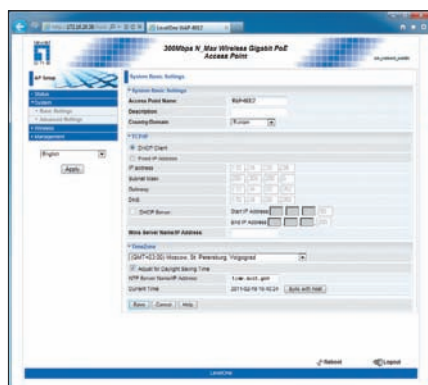 LevelOne WAP-6012
300Mbps N_Max Wireless Gigabit PoE
Access Point
AP Setup
Status
System
Basic Settings
Advanced Settings
Wireless
Management
English
Apply
System Basic Settings
System Basic Settings
Access Point Name:
Description:
Country/Domain:
TCP/IP
DHCP Client
Fixed IP Address
IP address
Subnet Mask
Gateway
DNS
DHCP Server
Start IP Address
End IP Address
Wins Server Name/IP Address
TimeZone
(GMT+03:00) Moscow, St. Petersburg, Volgograd
Adjust for Daylight Saving Time
NTP Server Name/IP Address
Current Time
Sync with host
Save Cancel Help
Reboot Logout
LevelOne